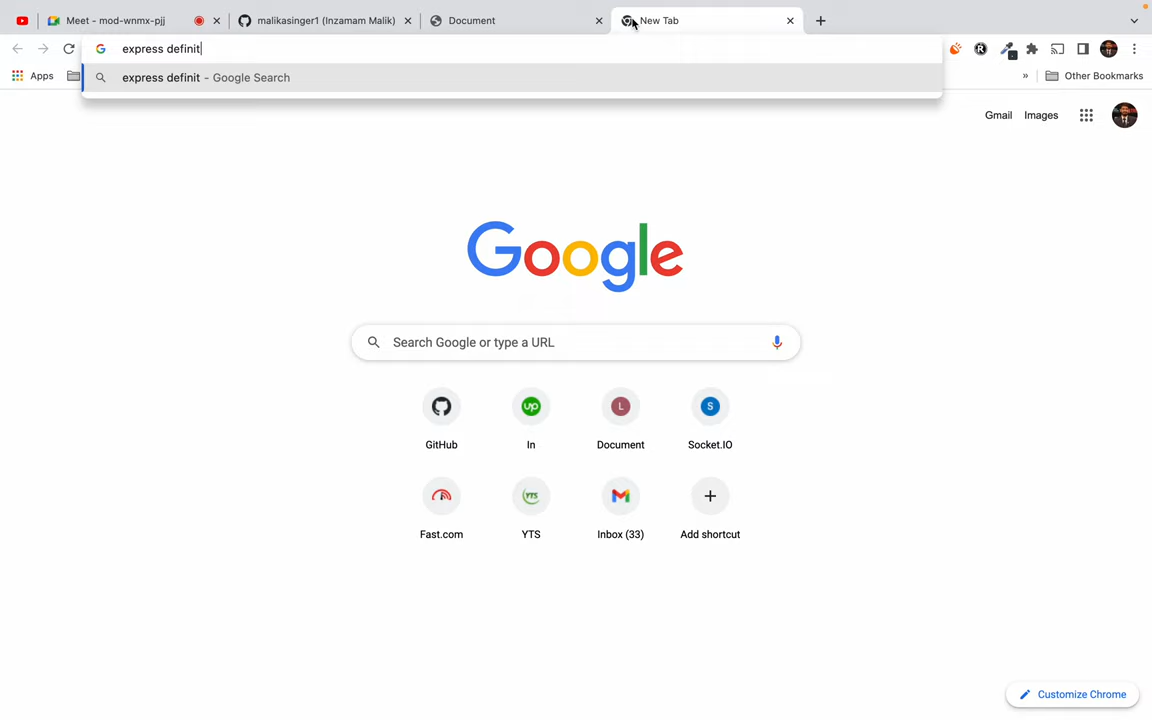 Meet - mod-wnmx-pjj
malikasinger1 (Inzamam Malik)
Document
New Tab
express definit
Apps
express definit - Google Search
Other Bookmarks
Gmail
Images
Google
Search Google or type a URL
GitHub
In
Document
Socket.IO
Fast.com
YTS
Inbox (33)
Add shortcut
Customize Chrome